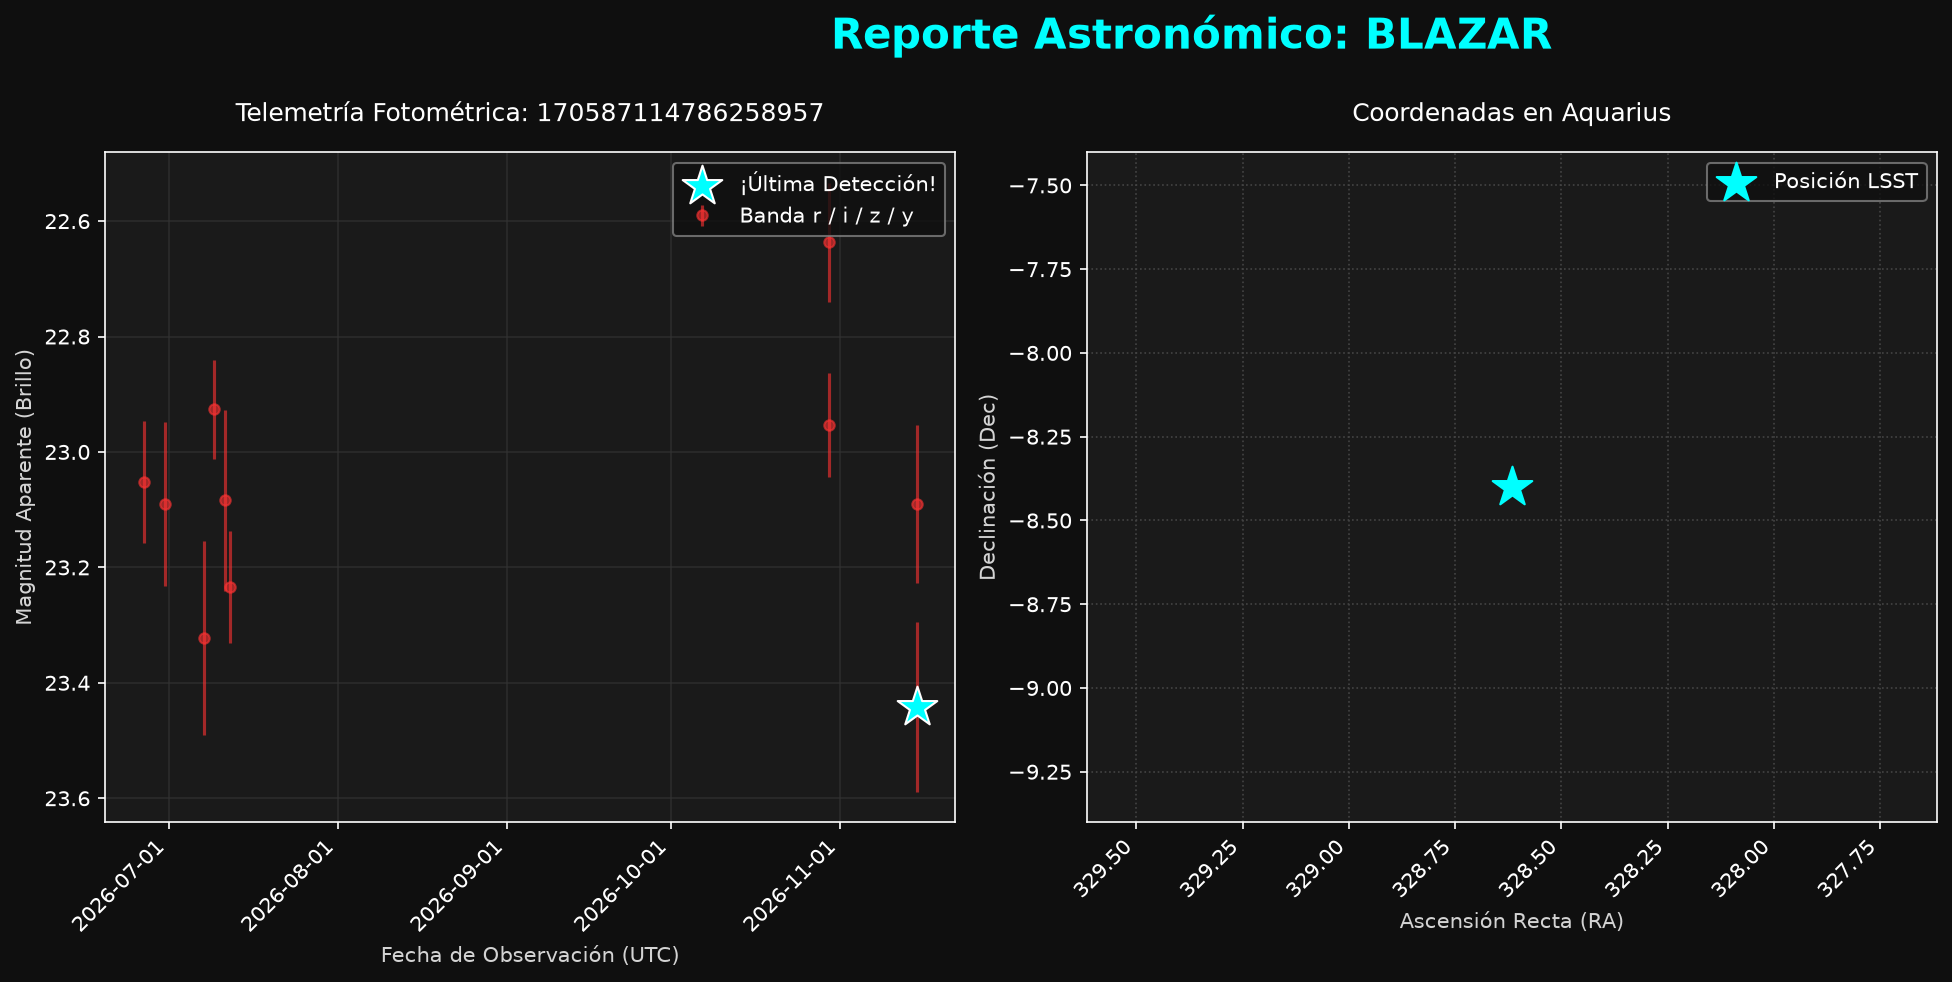 Reporte Astronómico: BLAZAR
Telemetría Fotométrica: 170587114786258957
¡Última Detección!
Banda r / i / z / y
Magnitud Aparente (Brillo)
22.6
22.8
23.0
23.2
23.4
23.6
2026-07-01
2026-08-01
2026-09-01
2026-10-01
2026-11-01
Fecha de Observación (UTC)
Coordenadas en Aquarius
Posición LSST
Declinación (Dec)
−7.50
−7.75
−8.00
−8.25
−8.50
−8.75
−9.00
−9.25
329.50
329.25
329.00
328.75
328.50
328.25
328.00
327.75
Ascensión Recta (RA)